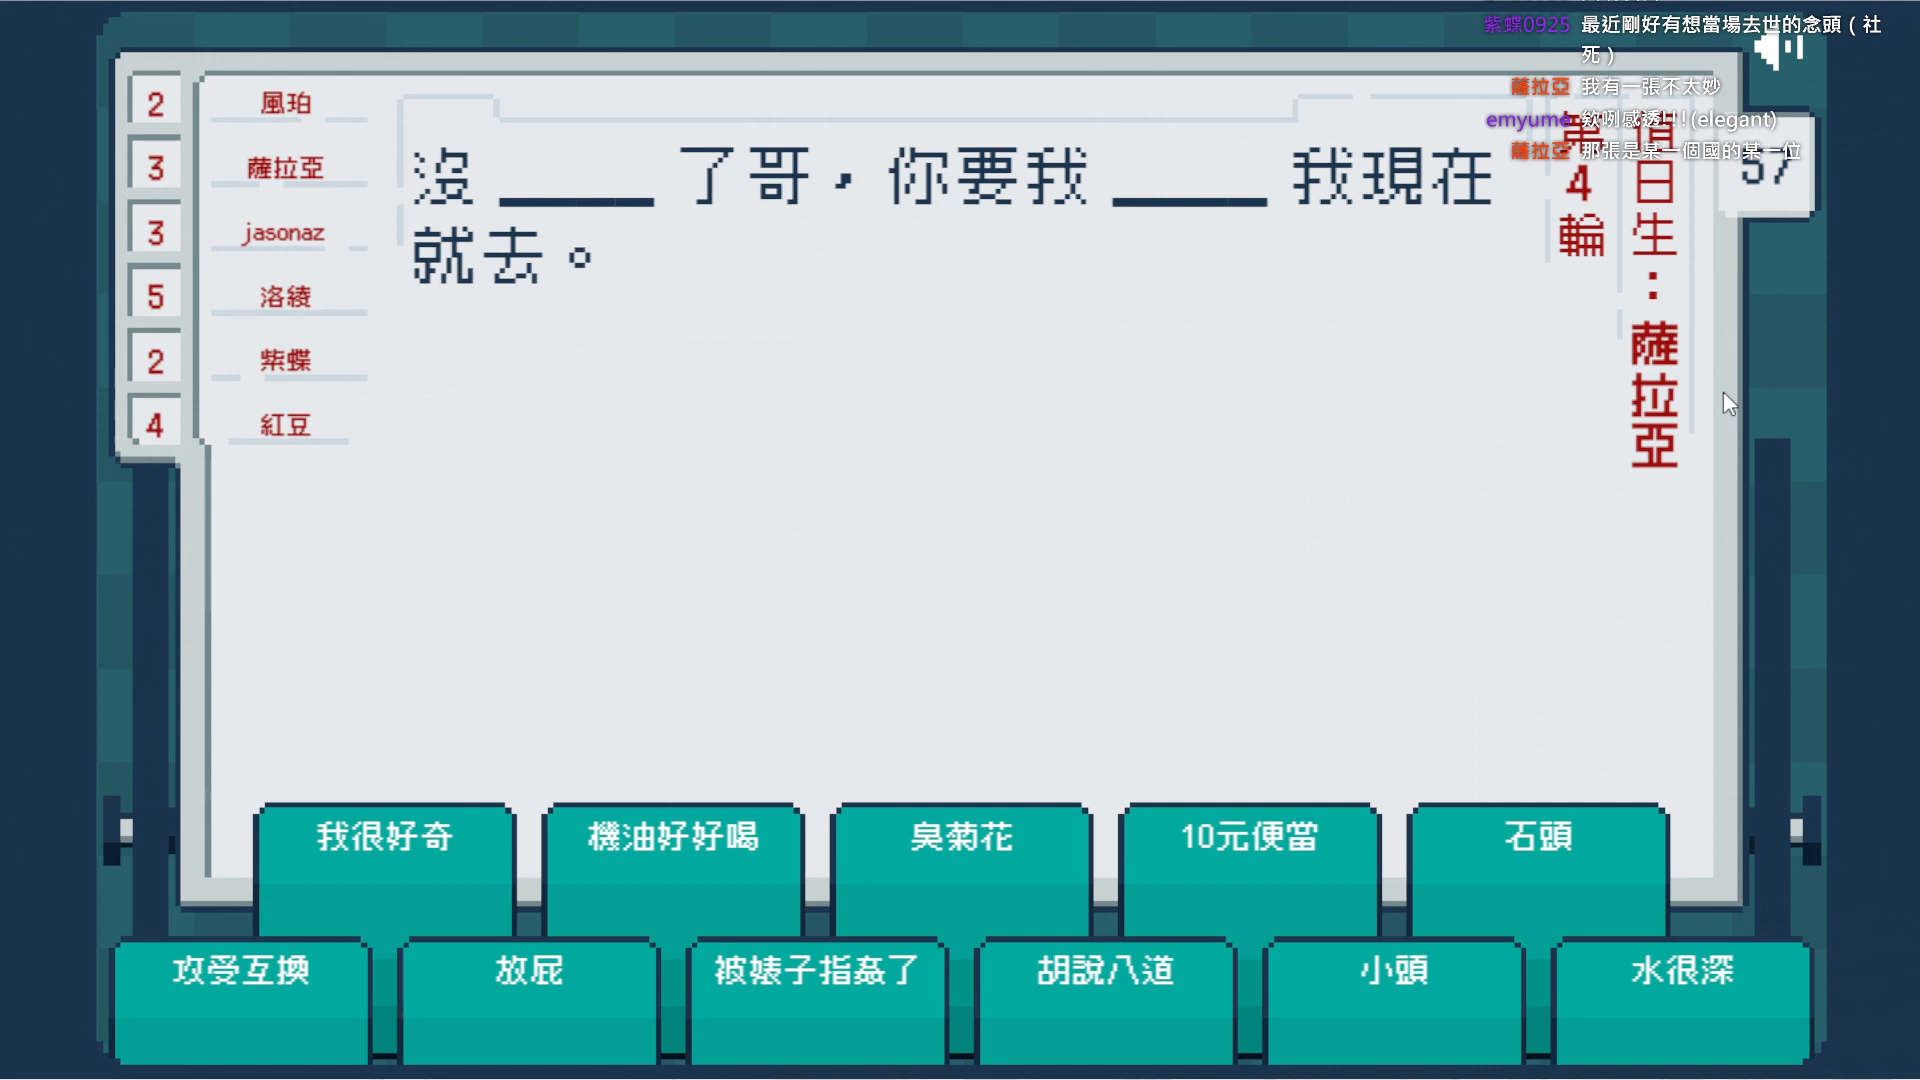 紫蝶0925 最近剛好有想當場去世的念頭（社
死）
薩拉亞 我有一張不太妙
emyume 欸咧感透!!!(elegant)
薩拉亞 那張是某一個國的某一位
2 風珀
3 薩拉亞
3 jasonaz
5 洛綾
2 紫蝶
4 紅豆
沒 ____ 了哥，你要我 ____ 我現在
就去。
值日生：薩拉亞
第4輪
57
我很好奇
機油好好喝
臭菊花
10元便當
石頭
攻受互換
放屁
被婊子指姦了
胡說八道
小頭
水很深